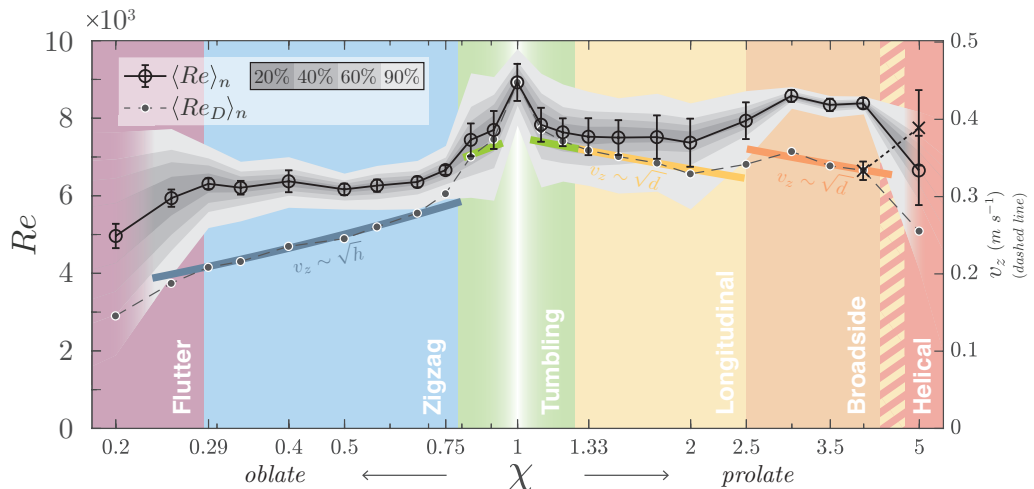 ×10³
10
8
6
4
2
0
Re
⟨Re⟩ₙ
20% 40% 60% 90%
⟨Re_D⟩ₙ
v_z ~ √h
v_z ~ √d
v_z ~ √d
Flutter
Zigzag
Tumbling
Longitudinal
Broadside
Helical
0.5
0.4
0.3
0.2
0.1
0
v_z (m s⁻¹)
(dashed line)
0.2 0.29 0.4 0.5 0.75 1 1.33 2 2.5 3.5 5
oblate ← χ → prolate